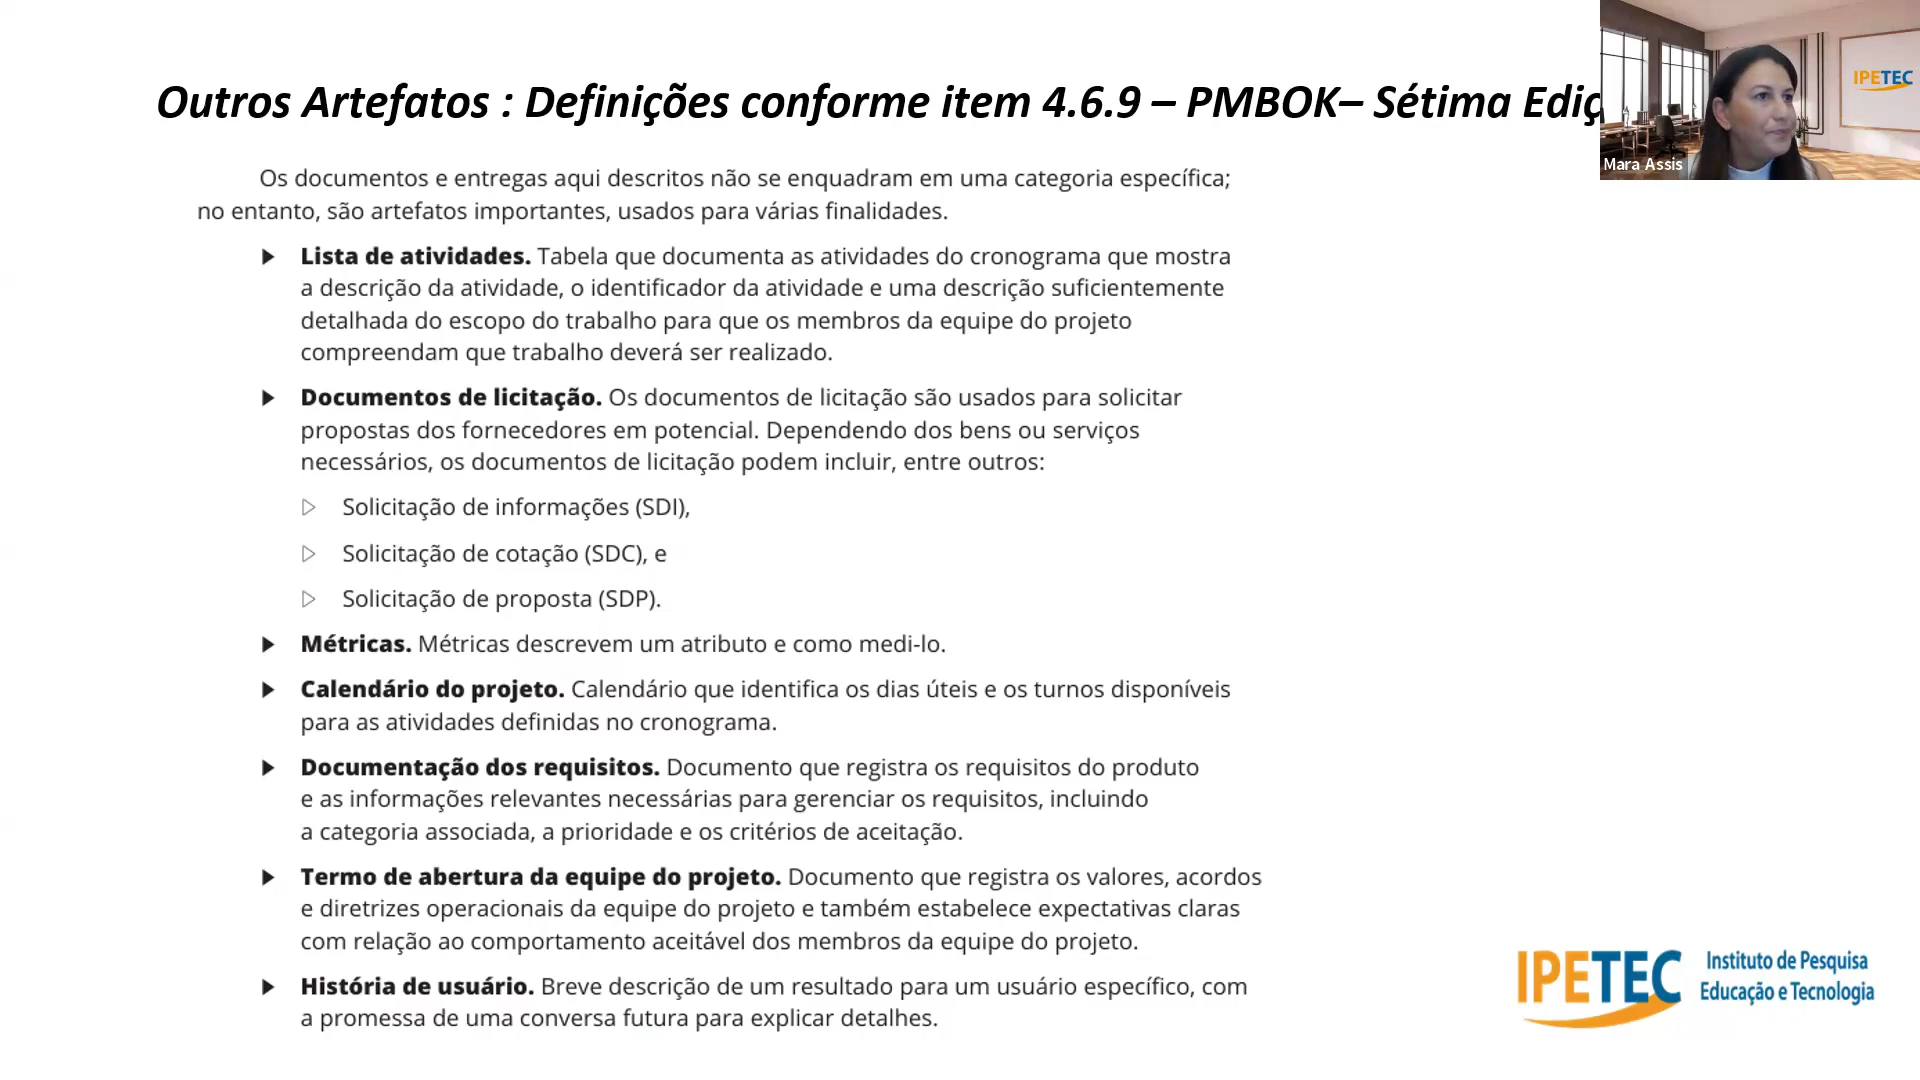 Outros Artefatos : Definições conforme item 4.6.9 – PMBOK– Sétima Ediç
IPETEC
Mara Assis
Os documentos e entregas aqui descritos não se enquadram em uma categoria específica;
no entanto, são artefatos importantes, usados para várias finalidades.
Lista de atividades. Tabela que documenta as atividades do cronograma que mostra
a descrição da atividade, o identificador da atividade e uma descrição suficientemente
detalhada do escopo do trabalho para que os membros da equipe do projeto
compreendam que trabalho deverá ser realizado.
Documentos de licitação. Os documentos de licitação são usados para solicitar
propostas dos fornecedores em potencial. Dependendo dos bens ou serviços
necessários, os documentos de licitação podem incluir, entre outros:
Solicitação de informações (SDI),
Solicitação de cotação (SDC), e
Solicitação de proposta (SDP).
Métricas. Métricas descrevem um atributo e como medi-lo.
Calendário do projeto. Calendário que identifica os dias úteis e os turnos disponíveis
para as atividades definidas no cronograma.
Documentação dos requisitos. Documento que registra os requisitos do produto
e as informações relevantes necessárias para gerenciar os requisitos, incluindo
a categoria associada, a prioridade e os critérios de aceitação.
Termo de abertura da equipe do projeto. Documento que registra os valores, acordos
e diretrizes operacionais da equipe do projeto e também estabelece expectativas claras
com relação ao comportamento aceitável dos membros da equipe do projeto.
História de usuário. Breve descrição de um resultado para um usuário específico, com
a promessa de uma conversa futura para explicar detalhes.
IPETEC
Instituto de Pesquisa
Educação e Tecnologia